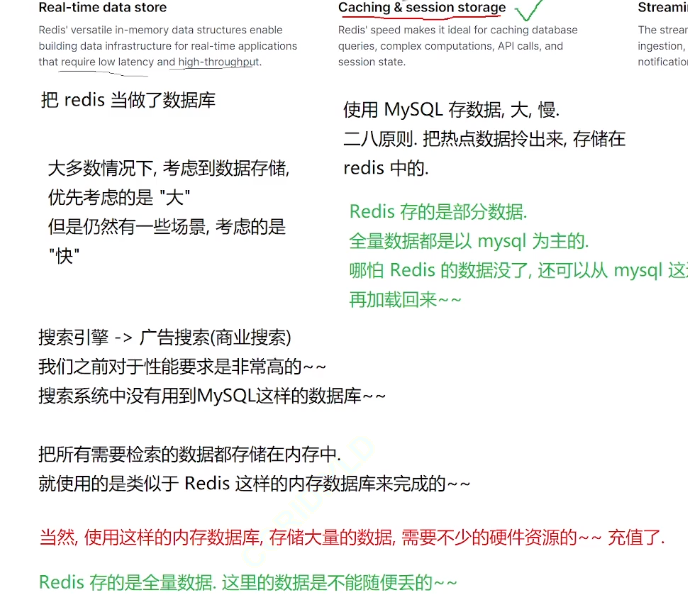 Real-time data store
Redis' versatile in-memory data structures enable
building data infrastructure for real-time applications
that require low latency and high-throughput.
把 redis 当做了数据库
大多数情况下, 考虑到数据存储,
优先考虑的是 "大"
但是仍然有一些场景, 考虑的是
"快"
Caching & session storage
Redis' speed makes it ideal for caching database
queries, complex computations, API calls, and
session state.
使用 MySQL 存数据, 大, 慢.
二八原则. 把热点数据拎出来, 存储在
redis 中的.
Redis 存的是部分数据.
全量数据都是以 mysql 为主的.
哪怕 Redis 的数据没了, 还可以从 mysql 这
再加载回来~~
Streami
The strear
ingestion,
notificatio
搜索引擎 -> 广告搜索(商业搜索)
我们之前对于性能要求是非常高的~~
搜索系统中没有用到MySQL这样的数据库~~
把所有需要检索的数据都存储在内存中.
就使用的是类似于 Redis 这样的内存数据库来完成的~~
当然, 使用这样的内存数据库, 存储大量的数据, 需要不少的硬件资源的~~ 充值了.
Redis 存的是全量数据. 这里的数据是不能随便丢的~~